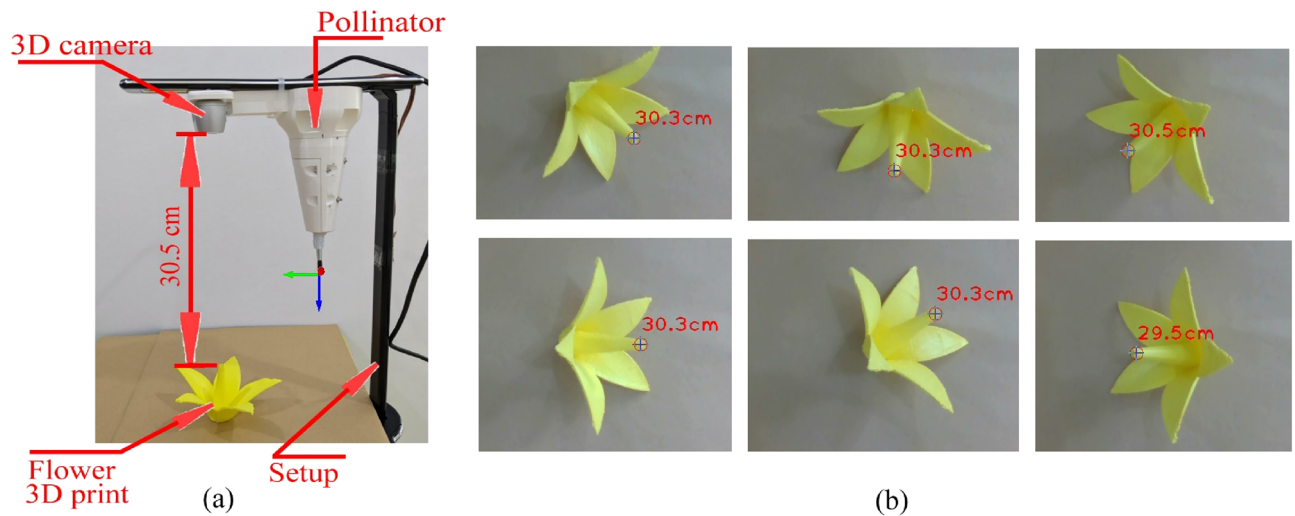 Pollinator
3D camera
30.5 cm
Flower
3D print
Setup
(a)
30.3cm
30.3cm
30.5cm
30.3cm
30.3cm
29.5cm
(b)